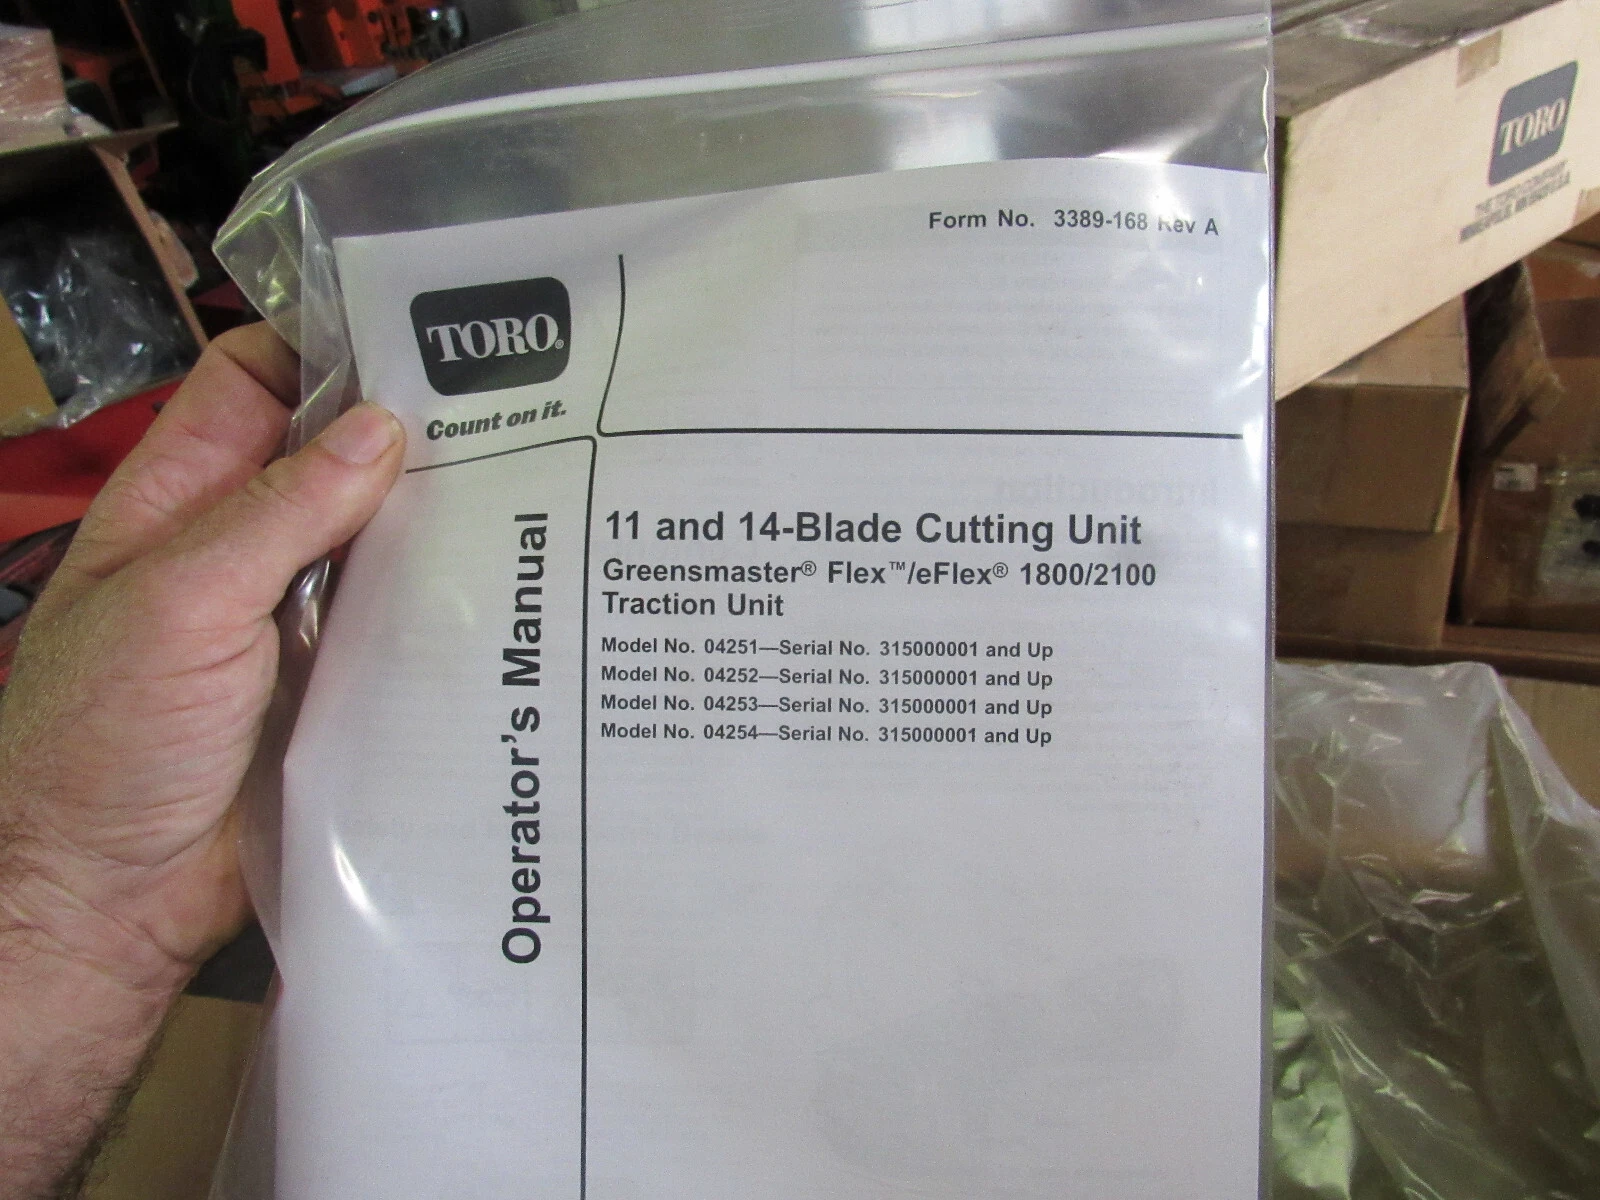 Form No. 3389-168 Rev A
TORO®
Count on it.
Operator's Manual
11 and 14-Blade Cutting Unit
Greensmaster® Flex™/eFlex® 1800/2100
Traction Unit
Model No. 04251—Serial No. 315000001 and Up
Model No. 04252—Serial No. 315000001 and Up
Model No. 04253—Serial No. 315000001 and Up
Model No. 04254—Serial No. 315000001 and Up
TORO
THE TORO COMPANY